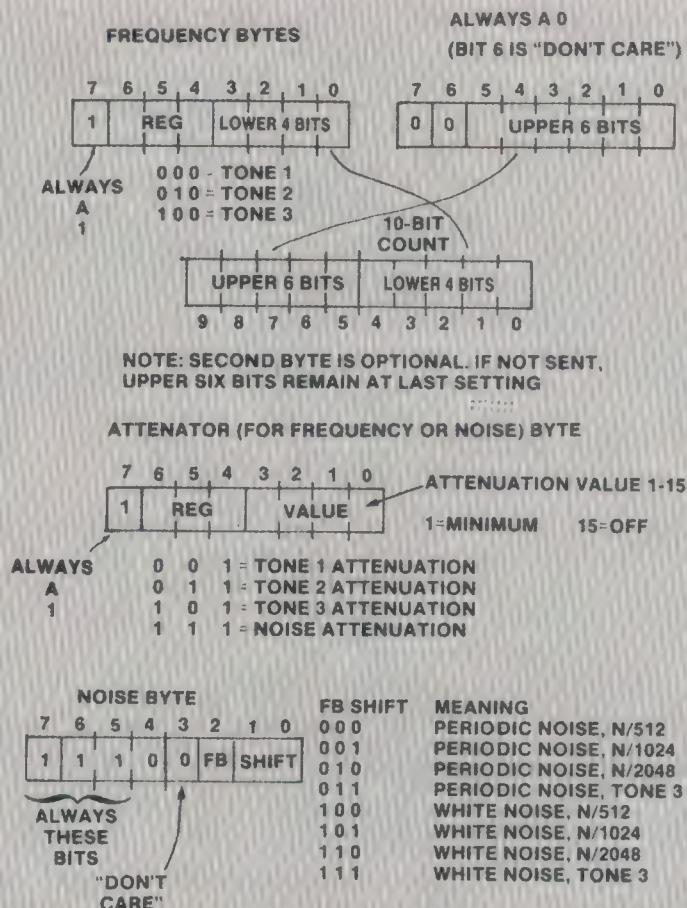 FREQUENCY BYTES
ALWAYS A 0
(BIT 6 IS "DON'T CARE")
7 6 5 4 3 2 1 0
1 REG LOWER 4 BITS
7 6 5 4 3 2 1 0
0 0 UPPER 6 BITS
ALWAYS
A
1
0 0 0 - TONE 1
0 1 0 = TONE 2
1 0 0 = TONE 3
10-BIT
COUNT
UPPER 6 BITS LOWER 4 BITS
9 8 7 6 5 4 3 2 1 0
NOTE: SECOND BYTE IS OPTIONAL. IF NOT SENT,
UPPER SIX BITS REMAIN AT LAST SETTING
ATTENATOR (FOR FREQUENCY OR NOISE) BYTE
7 6 5 4 3 2 1 0
1 REG VALUE
ATTENUATION VALUE 1-15
1=MINIMUM 15=OFF
ALWAYS
A
1
0 0 1 = TONE 1 ATTENUATION
0 1 1 = TONE 2 ATTENUATION
1 0 1 = TONE 3 ATTENUATION
1 1 1 = NOISE ATTENUATION
NOISE BYTE
7 6 5 4 3 2 1 0
1 1 1 0 0 FB SHIFT
ALWAYS
THESE
BITS
"DON'T
CARE"
FB SHIFT MEANING
0 0 0 PERIODIC NOISE, N/512
0 0 1 PERIODIC NOISE, N/1024
0 1 0 PERIODIC NOISE, N/2048
0 1 1 PERIODIC NOISE, TONE 3
1 0 0 WHITE NOISE, N/512
1 0 1 WHITE NOISE, N/1024
1 1 0 WHITE NOISE, N/2048
1 1 1 WHITE NOISE, TONE 3